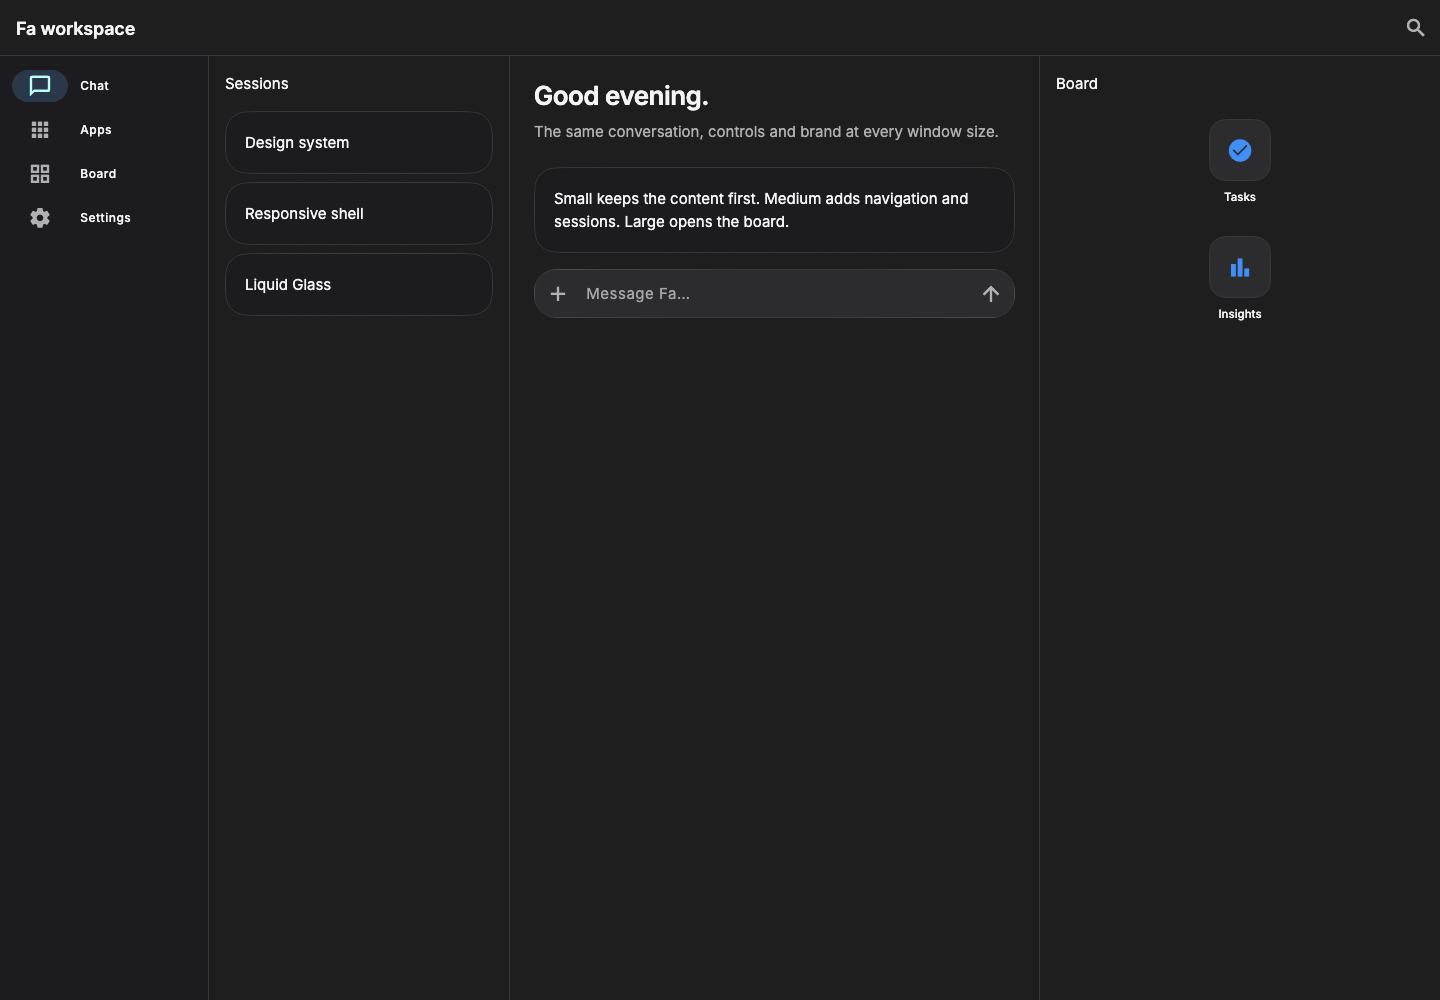 Fa workspace
Chat
Apps
Board
Settings
Sessions
Design system
Responsive shell
Liquid Glass
Good evening.
The same conversation, controls and brand at every window size.
Small keeps the content first. Medium adds navigation and
sessions. Large opens the board.
Message Fa...
Board
Tasks
Insights